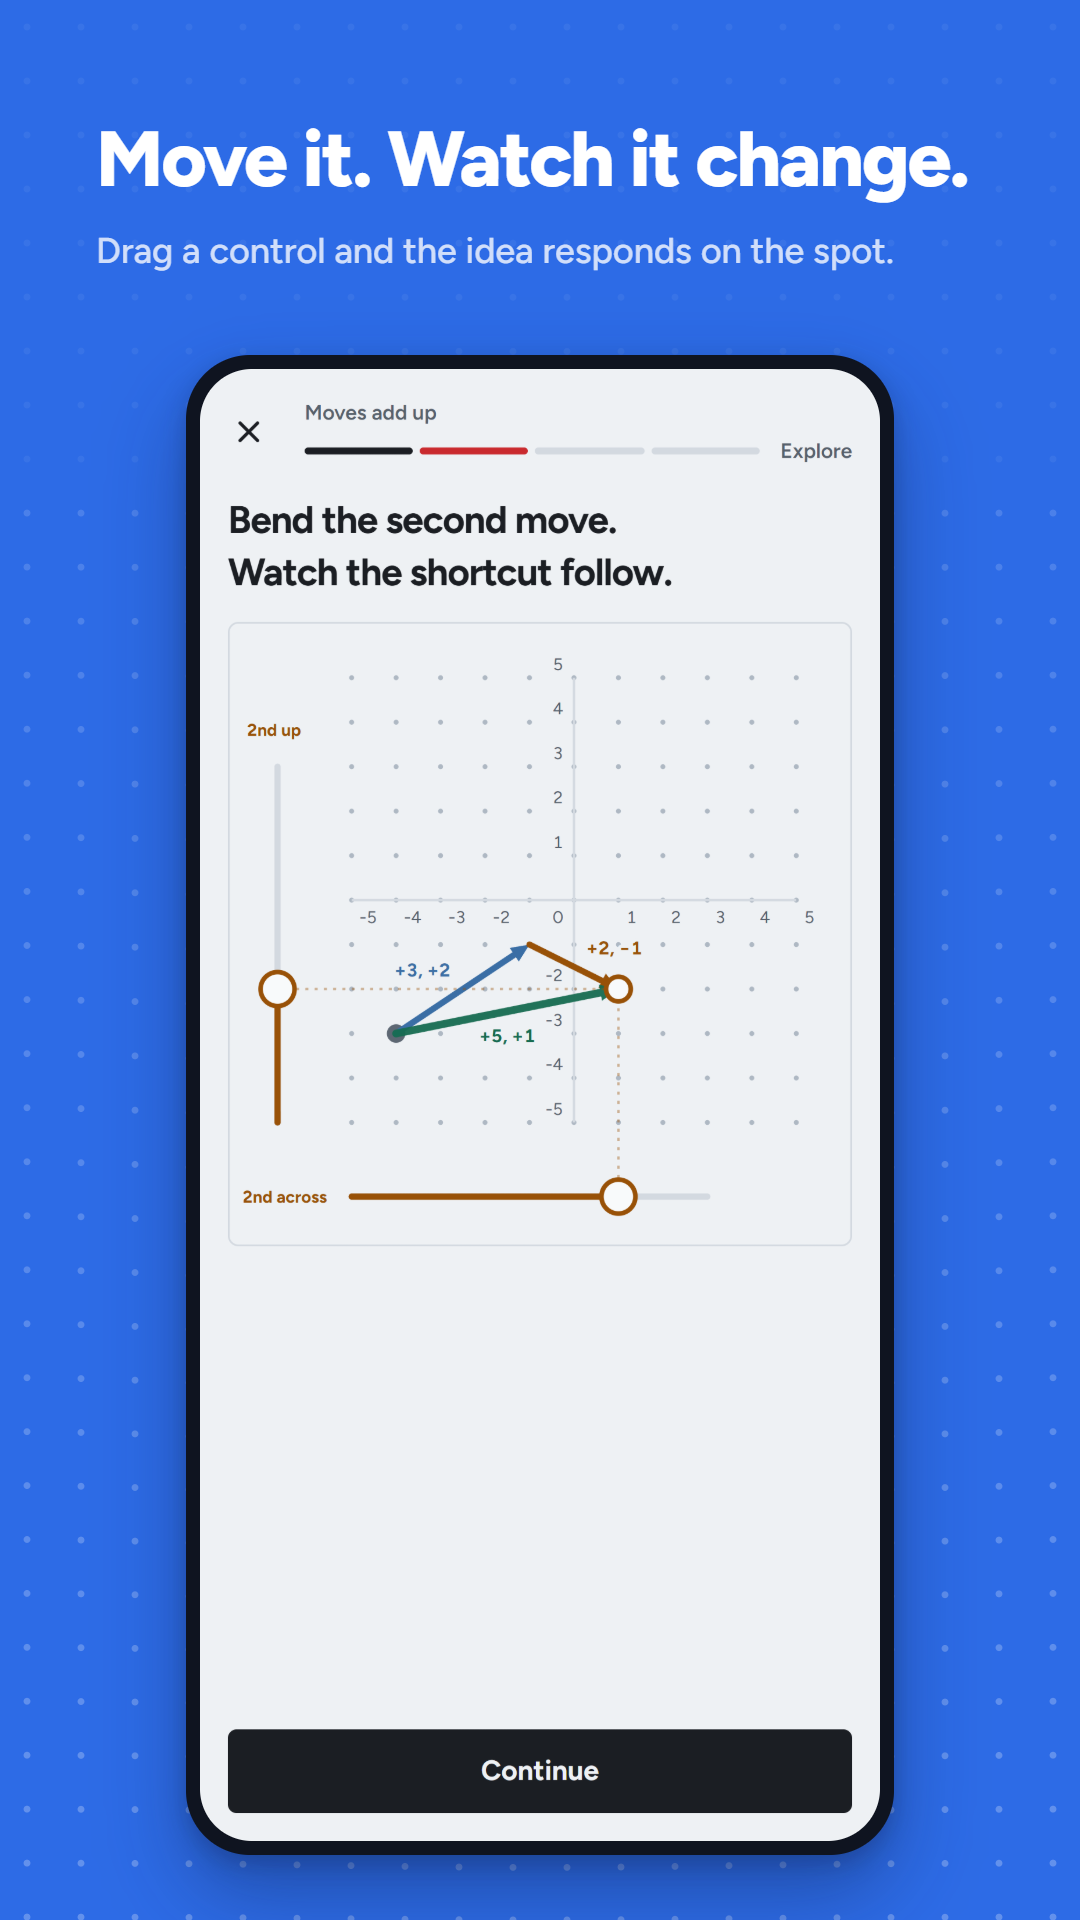 Move it. Watch it change.
Drag a control and the idea responds on the spot.
Moves add up
Explore
Bend the second move.
Watch the shortcut follow.
5
4
2nd up
3
2
1
-5 -4 -3 -2 0 1 2 3 4 5
+2, −1
+3, +2
-2
-3
+5, +1
-4
-5
2nd across
Continue